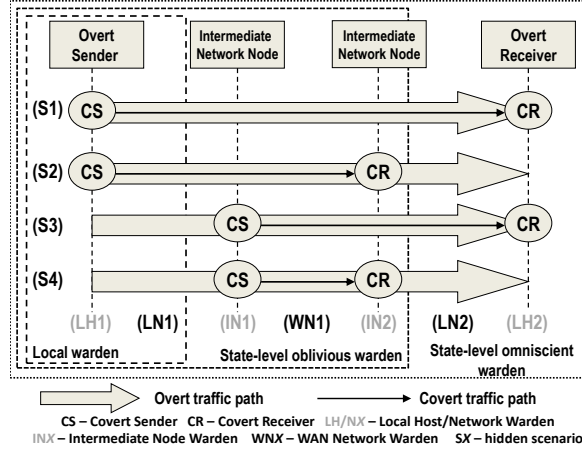 Overt Sender
Intermediate Network Node
Intermediate Network Node
Overt Receiver
(S1) CS CR
(S2) CS CR
(S3) CS CR
(S4) CS CR
(LH1) (LN1) (IN1) (WN1) (IN2) (LN2) (LH2)
Local warden
State-level oblivious warden
State-level omniscient warden
Overt traffic path
Covert traffic path
CS – Covert Sender CR – Covert Receiver LH/NX – Local Host/Network Warden
INX – Intermediate Node Warden WNX – WAN Network Warden SX – hidden scenario